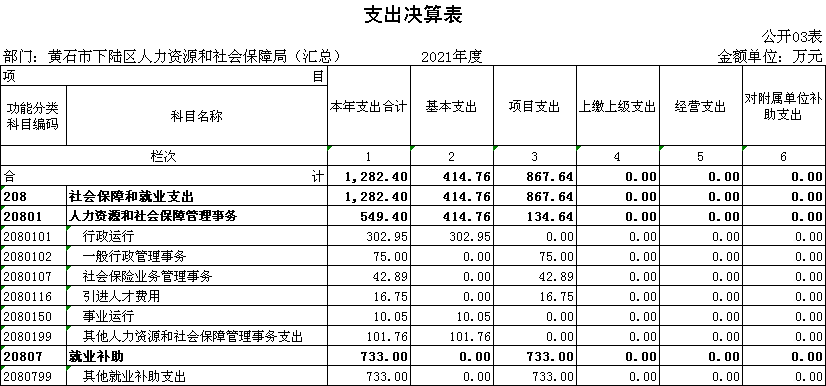 支出决算表
公开03表
部门：黄石市下陆区人力资源和社会保障局（汇总） 2021年度 金额单位：万元
项 目 本年支出合计 基本支出 项目支出 上缴上级支出 经营支出 对附属单位补助支出
功能分类科目编码 科目名称
栏次 1 2 3 4 5 6
合 计 1,282.40 414.76 867.64 0.00 0.00 0.00
208 社会保障和就业支出 1,282.40 414.76 867.64 0.00 0.00 0.00
20801 人力资源和社会保障管理事务 549.40 414.76 134.64 0.00 0.00 0.00
2080101 行政运行 302.95 302.95 0.00 0.00 0.00 0.00
2080102 一般行政管理事务 75.00 0.00 75.00 0.00 0.00 0.00
2080107 社会保险业务管理事务 42.89 0.00 42.89 0.00 0.00 0.00
2080116 引进人才费用 16.75 0.00 16.75 0.00 0.00 0.00
2080150 事业运行 10.05 10.05 0.00 0.00 0.00 0.00
2080199 其他人力资源和社会保障管理事务支出 101.76 101.76 0.00 0.00 0.00 0.00
20807 就业补助 733.00 0.00 733.00 0.00 0.00 0.00
2080799 其他就业补助支出 733.00 0.00 733.00 0.00 0.00 0.00